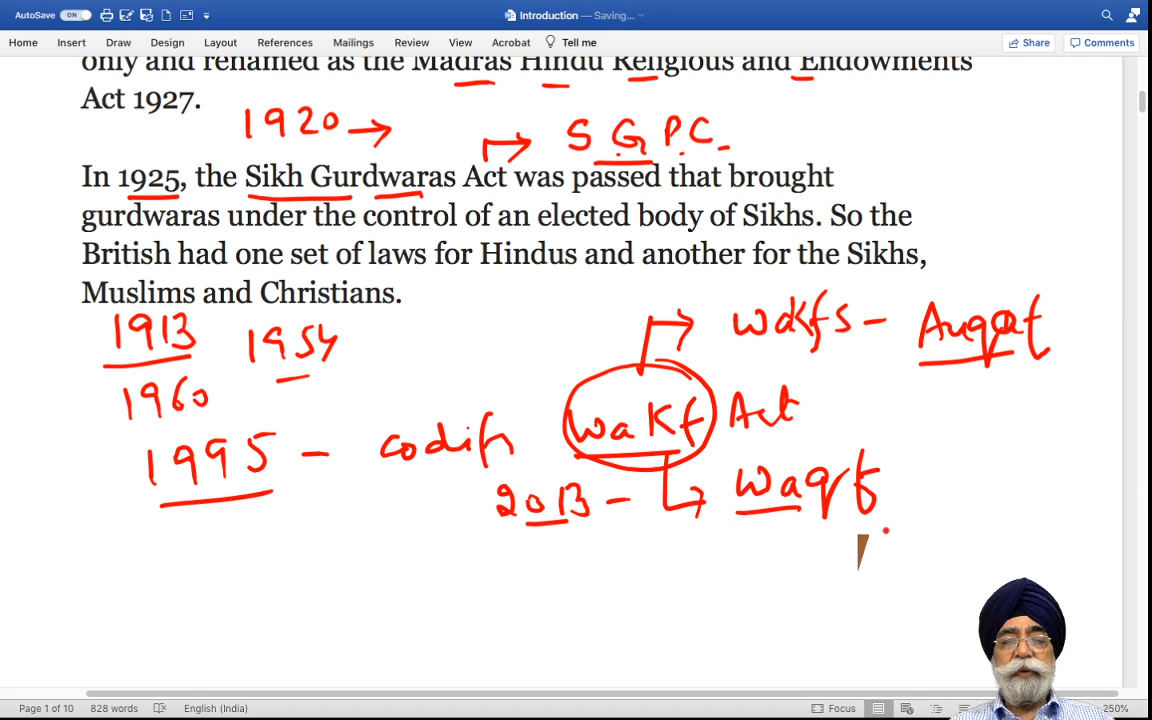 AutoSave ON Introduction — Saving...
Home Insert Draw Design Layout References Mailings Review View Acrobat Tell me Share Comments
only and renamed as the Madras Hindu Religious and Endowments
Act 1927.
1920 →
S G P C
In 1925, the Sikh Gurdwaras Act was passed that brought
gurdwaras under the control of an elected body of Sikhs. So the
British had one set of laws for Hindus and another for the Sikhs,
Muslims and Christians.
1913 1954 wakfs - Auqaf
1960
1995 - codify wakf Act
2013 - waqf
Page 1 of 10 828 words English (India) Focus 250%